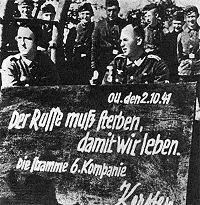 O.U. den 2.10.41
Der Russe muß sterben,
damit wir leben.
Die stramme 6. Kompanie